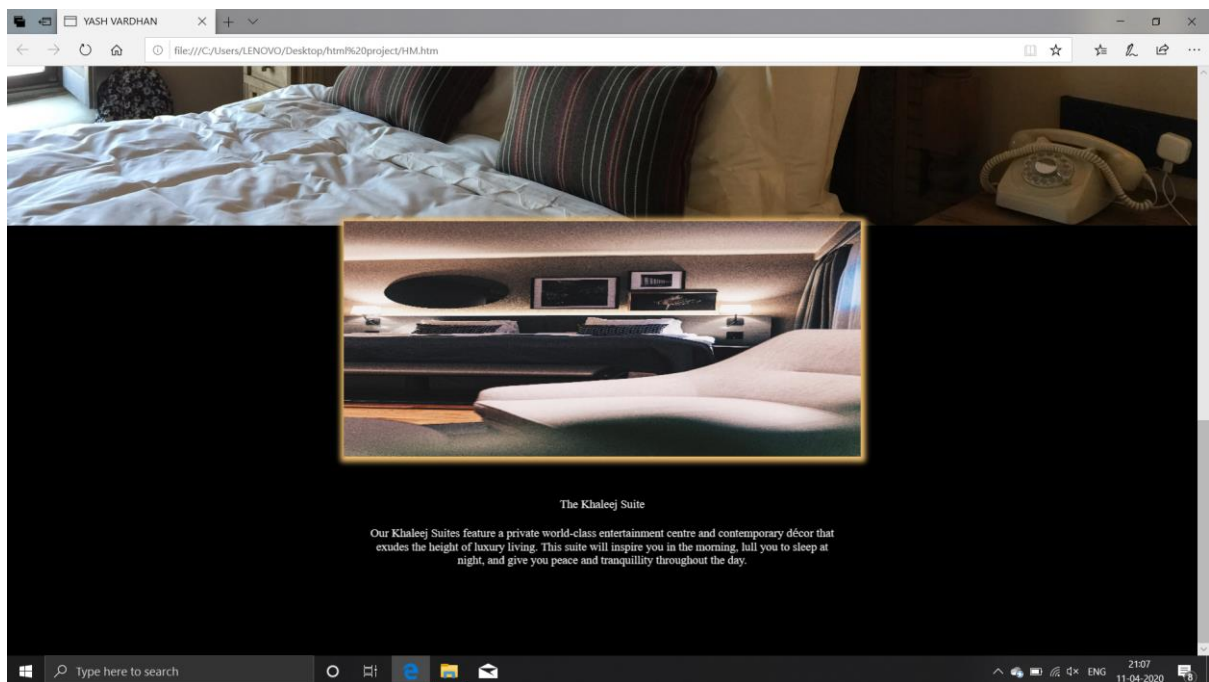 YASH VARDHAN
file:///C:/Users/LENOVO/Desktop/html%20project/HM.htm
The Khaleej Suite
Our Khaleej Suites feature a private world-class entertainment centre and contemporary décor that
exudes the height of luxury living. This suite will inspire you in the morning, lull you to sleep at
night, and give you peace and tranquillity throughout the day.
Type here to search
ENG
21:07
11-04-2020
8